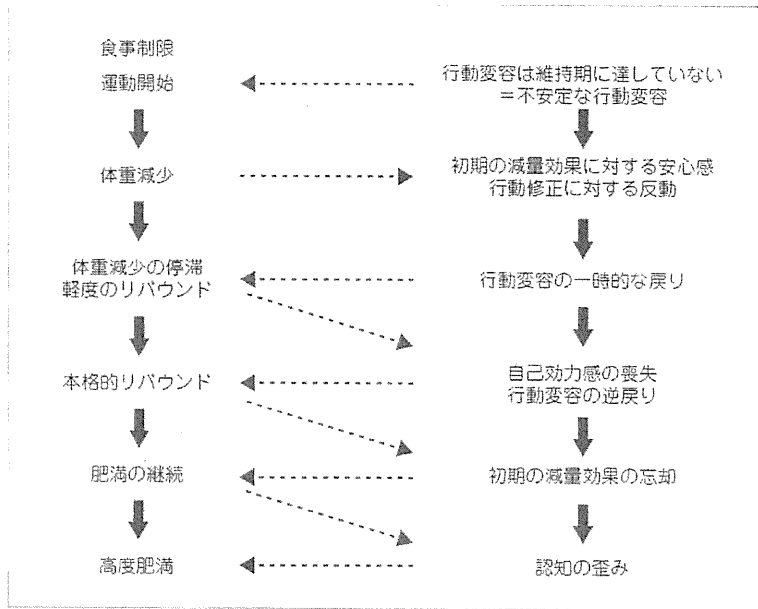 食事制限
運動開始
行動変容は維持期に達していない
=不安定な行動変容
体重減少
初期の減量効果に対する安心感
行動修正に対する反動
体重減少の停滞
軽度のリバウンド
行動変容の一時的な戻り
本格的リバウンド
自己効力感の喪失
行動変容の逆戻り
肥満の継続
初期の減量効果の忘却
高度肥満
認知の歪み